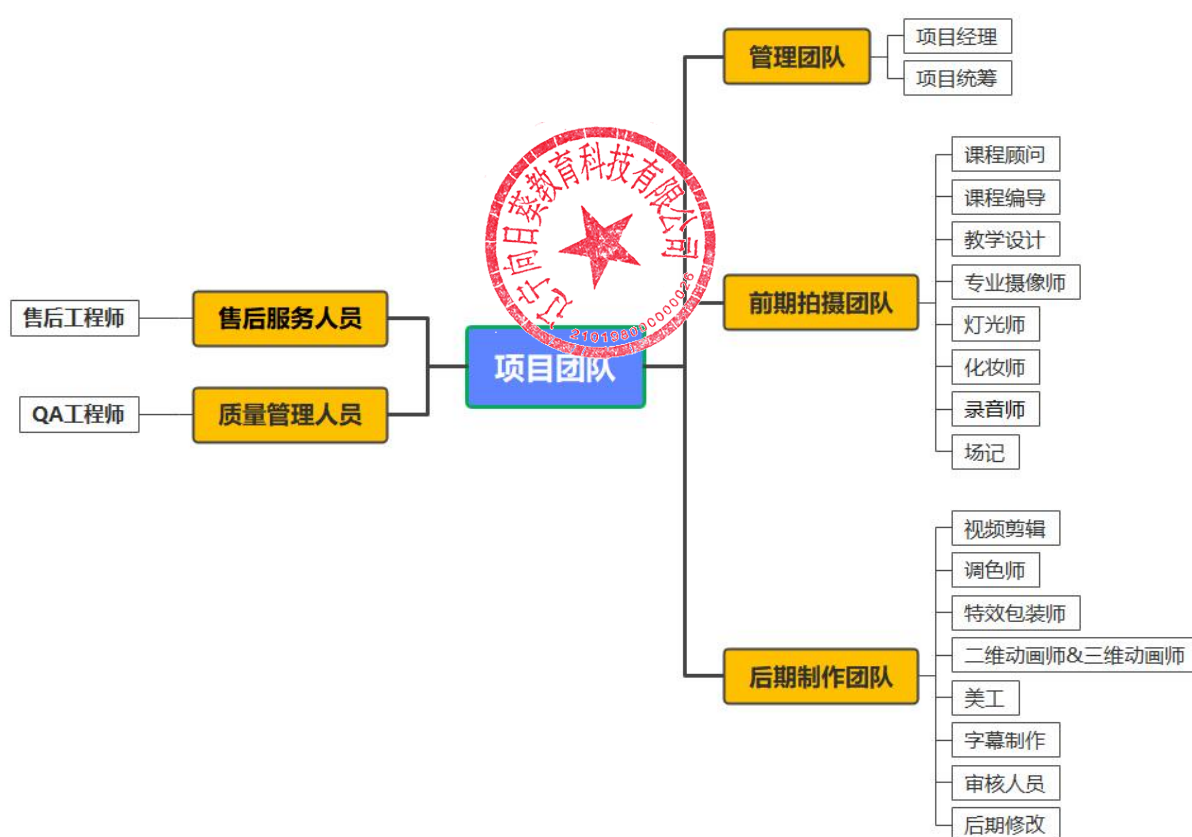 管理团队
项目经理
项目统筹
课程顾问
课程编导
教学设计
前期拍摄团队
专业摄像师
灯光师
化妆师
录音师
场记
辽宁向日葵教育科技有限公司
2101980000000026
售后工程师
售后服务人员
项目团队
QA工程师
质量管理人员
视频剪辑
调色师
特效包装师
二维动画师&三维动画师
后期制作团队
美工
字幕制作
审核人员
后期修改